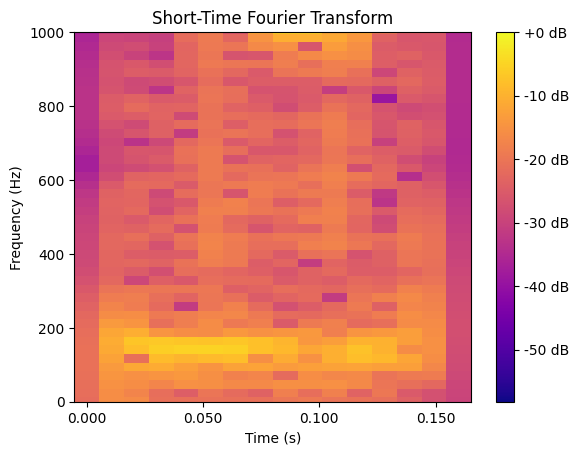 Short-Time Fourier Transform
Frequency (Hz)
1000
800
600
400
200
0
0.000
0.050
0.100
0.150
Time (s)
+0 dB
-10 dB
-20 dB
-30 dB
-40 dB
-50 dB